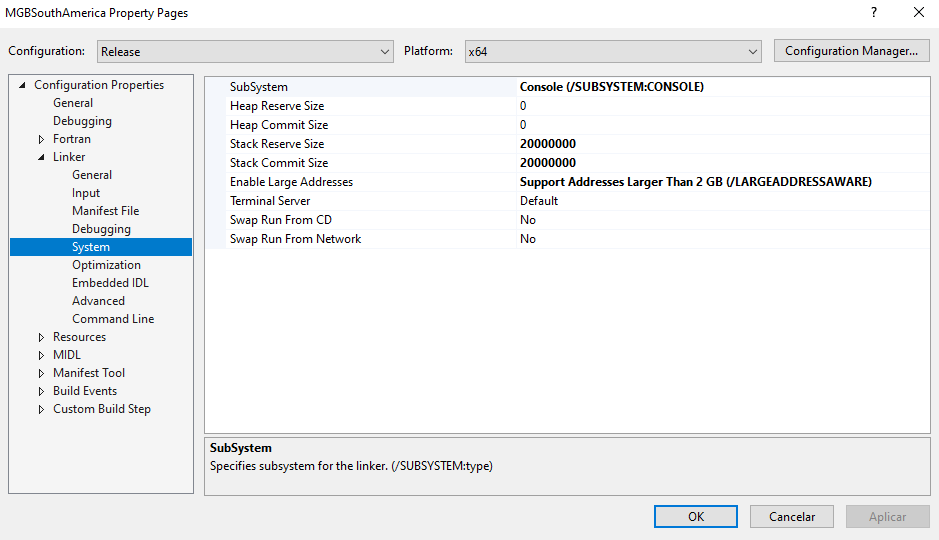 MGBSouthAmerica Property Pages
? ×
Configuration: Release Platform: x64 Configuration Manager...
Configuration Properties
General
Debugging
Fortran
Linker
General
Input
Manifest File
Debugging
System
Optimization
Embedded IDL
Advanced
Command Line
Resources
MIDL
Manifest Tool
Build Events
Custom Build Step
SubSystem Console (/SUBSYSTEM:CONSOLE)
Heap Reserve Size 0
Heap Commit Size 0
Stack Reserve Size 20000000
Stack Commit Size 20000000
Enable Large Addresses Support Addresses Larger Than 2 GB (/LARGEADDRESSAWARE)
Terminal Server Default
Swap Run From CD No
Swap Run From Network No
SubSystem
Specifies subsystem for the linker. (/SUBSYSTEM:type)
OK Cancelar Aplicar